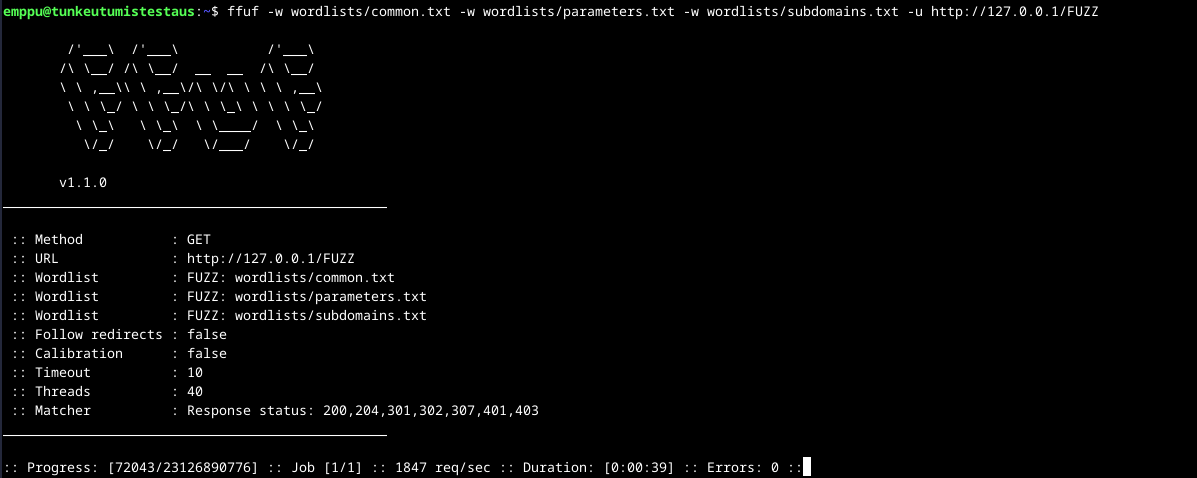 emppu@tunkeutumistestaus:~$ ffuf -w wordlists/common.txt -w wordlists/parameters.txt -w wordlists/subdomains.txt -u http://127.0.0.1/FUZZ
        /'___\  /'___\           /'___\
       /\ \__/ /\ \__/  __  __  /\ \__/
       \ \ ,__\\ \ ,__\/\ \/\ \ \ \ ,__\
        \ \ \_/ \ \ \_/\ \ \_\ \ \ \ \_/
         \ \_\   \ \_\  \ \____/  \ \_\
          \/_/    \/_/   \/___/    \/_/
       v1.1.0
________________________________________________
 :: Method           : GET
 :: URL              : http://127.0.0.1/FUZZ
 :: Wordlist         : FUZZ: wordlists/common.txt
 :: Wordlist         : FUZZ: wordlists/parameters.txt
 :: Wordlist         : FUZZ: wordlists/subdomains.txt
 :: Follow redirects : false
 :: Calibration      : false
 :: Timeout          : 10
 :: Threads          : 40
 :: Matcher          : Response status: 200,204,301,302,307,401,403
________________________________________________
:: Progress: [72043/23126890776] :: Job [1/1] :: 1847 req/sec :: Duration: [0:00:39] :: Errors: 0 ::